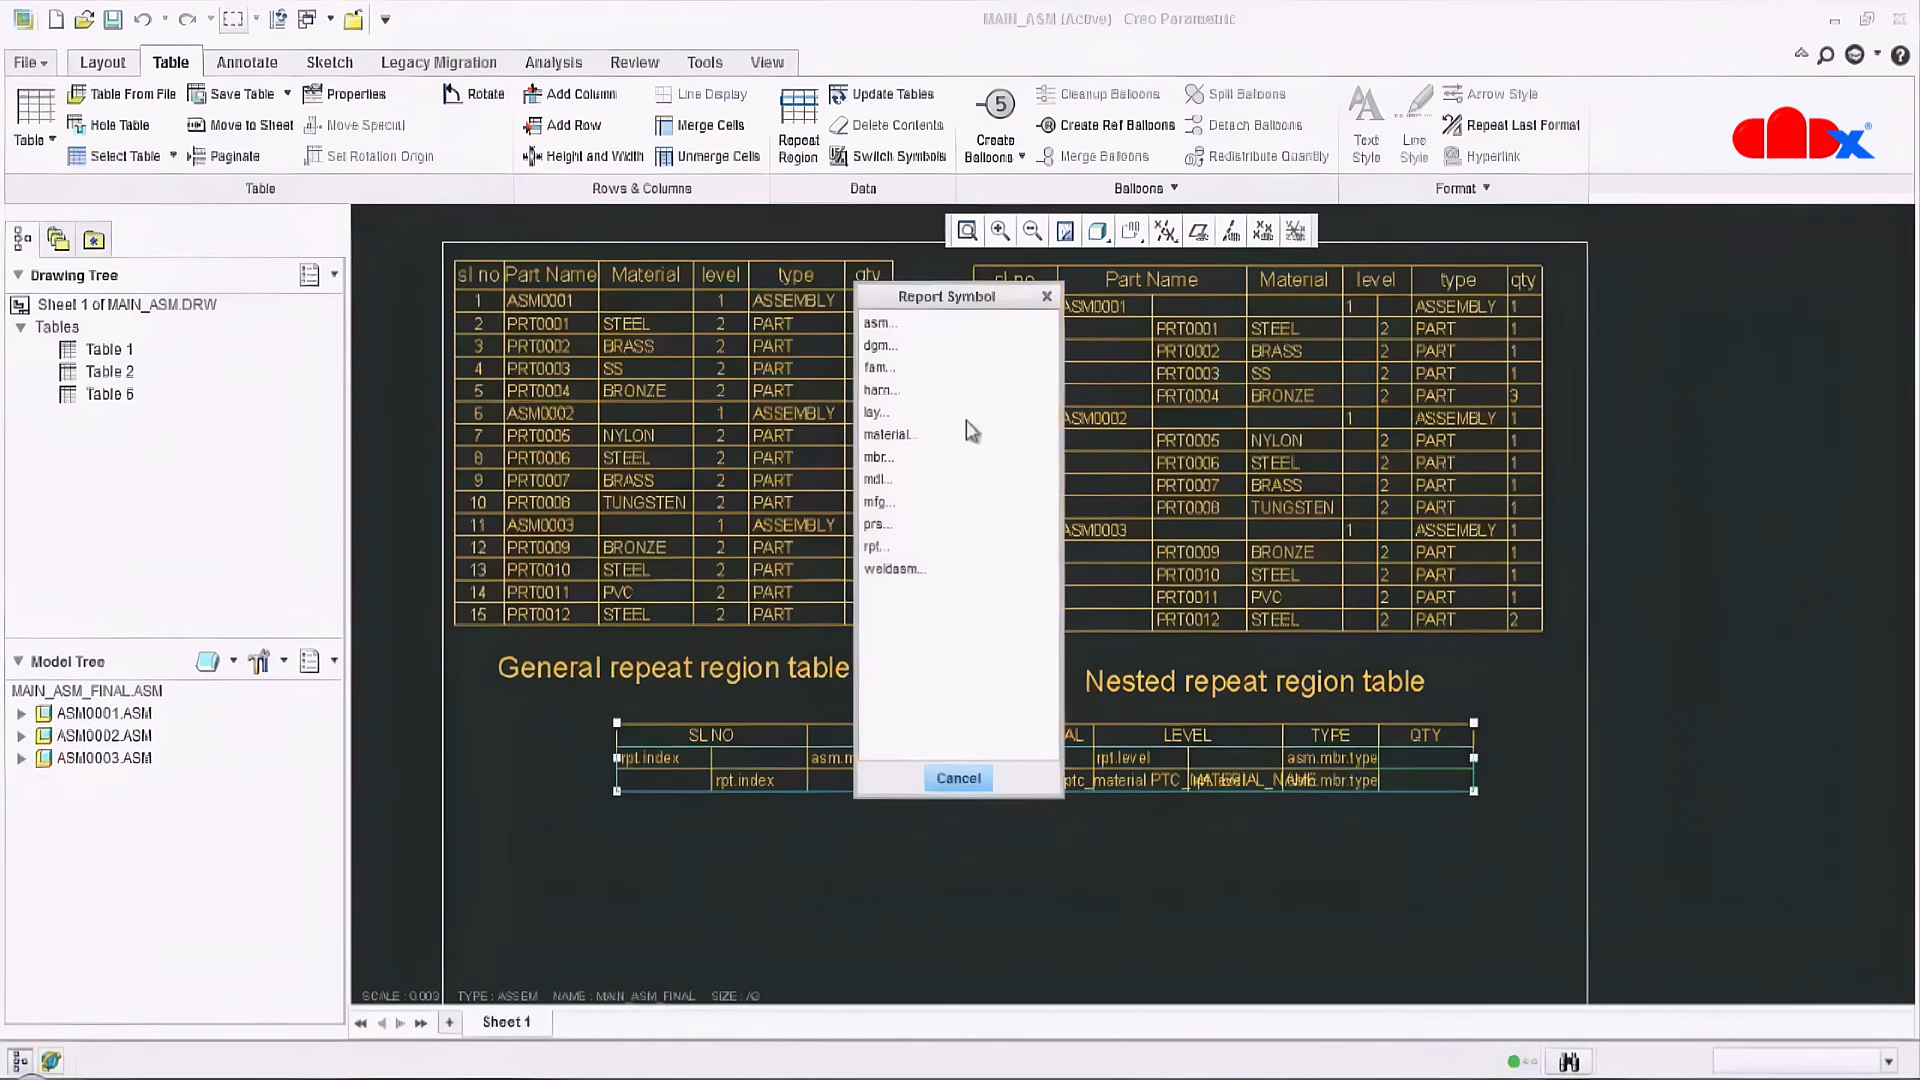 MAIN_ASM (Active) Creo Parametric
File Layout Table Annotate Sketch Legacy Migration Analysis Review Tools View
Table From File Save Table Properties Rotate Add Column Line Display Update Tables Cleanup Balloons Split Balloons Arrow Style
Hole Table Move to Sheet Move Special Add Row Merge Cells Delete Contents Create Ref Balloons Detach Balloons Repeat Last Format
Table Select Table Paginate Set Rotation Origin Height and Width Unmerge Cells Repeat Region Switch Symbols Create Balloons Merge Balloons Redistribute Quantity Text Style Line Style Hyperlink
Table Rows & Columns Data Balloons Format
Drawing Tree
Sheet 1 of MAIN_ASM.DRW
Tables
Table 1
Table 2
Table 6
Model Tree
MAIN_ASM_FINAL.ASM
ASM0001.ASM
ASM0002.ASM
ASM0003.ASM
sl no Part Name Material level type qty
1 ASM0001 1 ASSEMBLY
2 PRT0001 STEEL 2 PART
3 PRT0002 BRASS 2 PART
4 PRT0003 SS 2 PART
5 PRT0004 BRONZE 2 PART
6 ASM0002 1 ASSEMBLY
7 PRT0005 NYLON 2 PART
8 PRT0006 STEEL 2 PART
9 PRT0007 BRASS 2 PART
10 PRT0008 TUNGSTEN 2 PART
11 ASM0003 1 ASSEMBLY
12 PRT0009 BRONZE 2 PART
13 PRT0010 STEEL 2 PART
14 PRT0011 PVC 2 PART
15 PRT0012 STEEL 2 PART
General repeat region table
Report Symbol
asm...
dgm...
fam...
harn...
lay...
material...
mbr...
mdl...
mfg...
prs...
rpt...
weldasm...
Cancel
sl no Part Name Material level type qty
ASM0001 1 ASSEMBLY 1
PRT0001 STEEL 2 PART 1
PRT0002 BRASS 2 PART 1
PRT0003 SS 2 PART 1
PRT0004 BRONZE 2 PART 3
ASM0002 1 ASSEMBLY 1
PRT0005 NYLON 2 PART 1
PRT0006 STEEL 2 PART 1
PRT0007 BRASS 2 PART 1
PRT0008 TUNGSTEN 2 PART 1
ASM0003 1 ASSEMBLY 1
PRT0009 BRONZE 2 PART 1
PRT0010 STEEL 2 PART 1
PRT0011 PVC 2 PART 1
PRT0012 STEEL 2 PART 2
Nested repeat region table
SL NO AL LEVEL TYPE QTY
rpt.index asm.m rpt.level asm.mbr.type
rpt.index ptc_material PTC_MATERIAL_NAME
SCALE : 0.003 TYPE : ASSEM NAME : MAIN_ASM_FINAL
Sheet 1